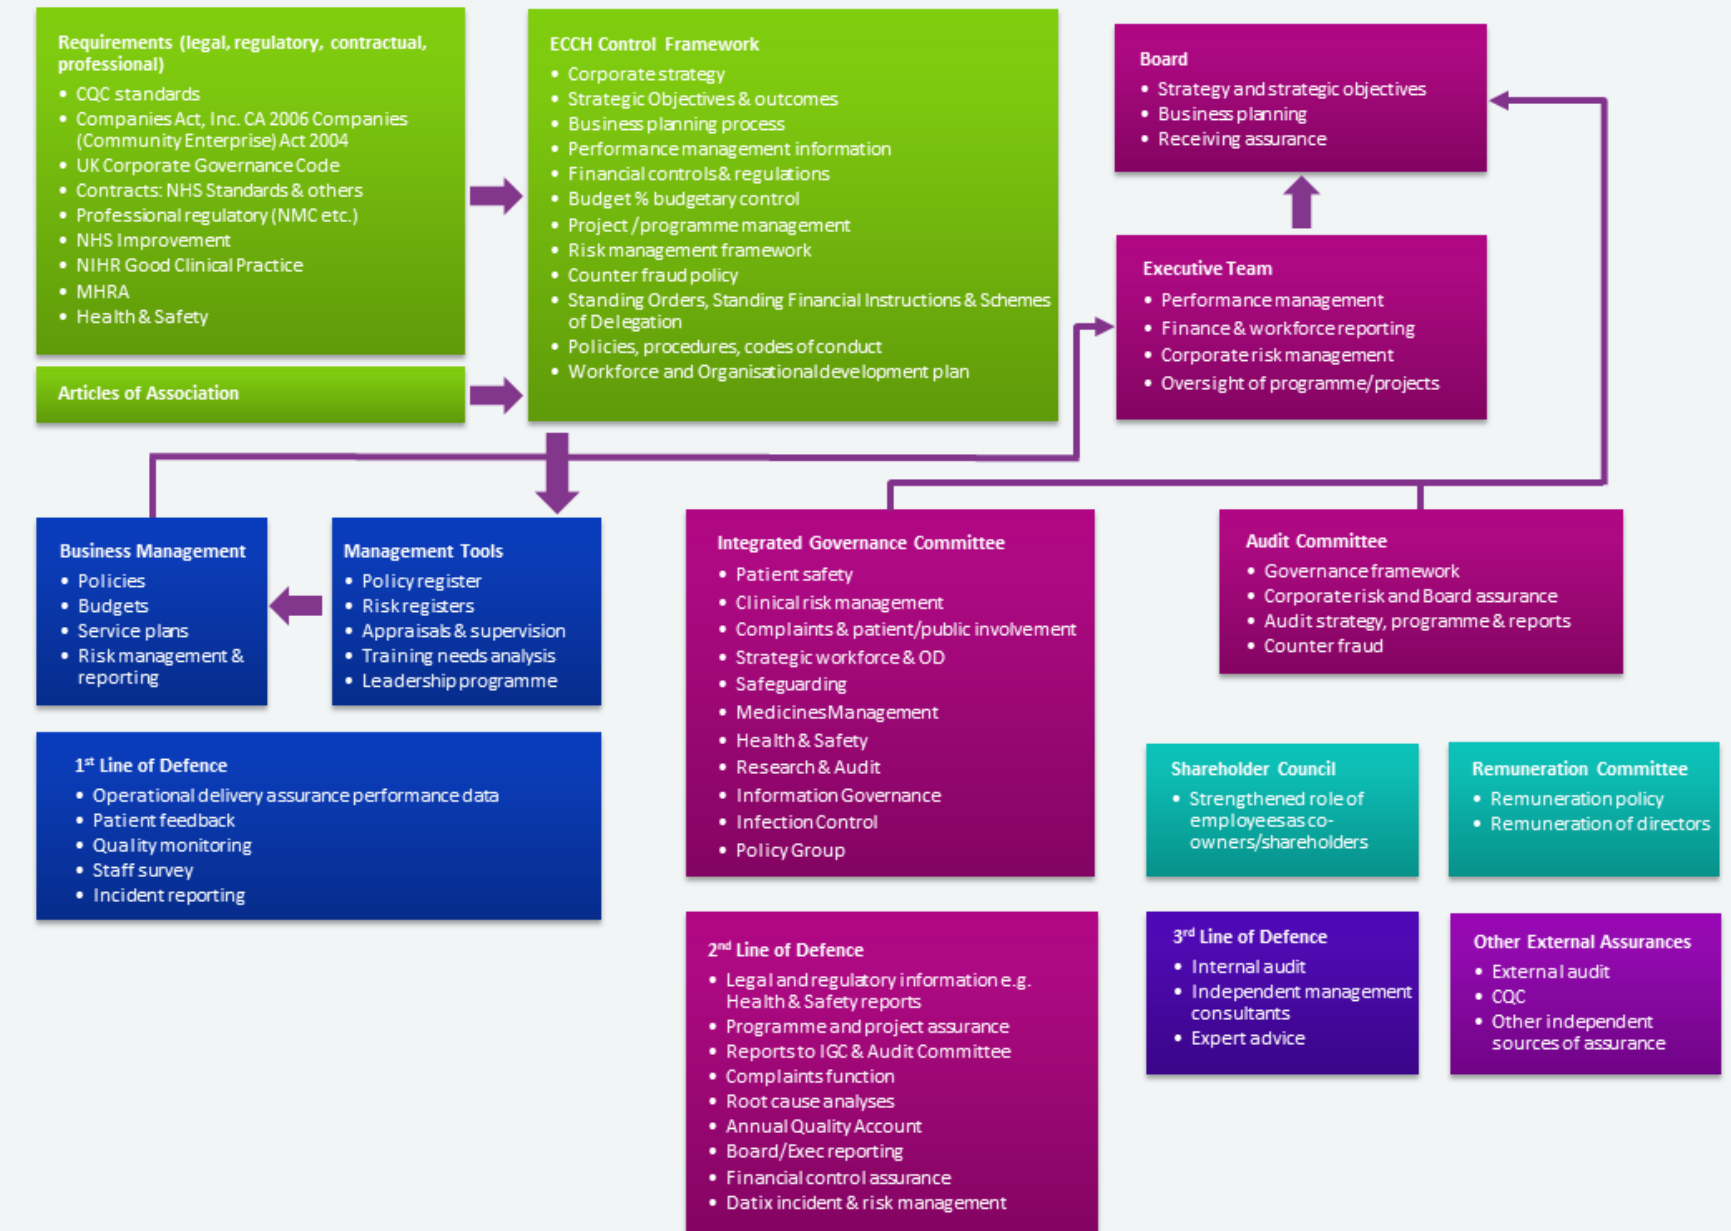 Requirements (legal, regulatory, contractual,
professional)
• CQC standards
• Companies Act, Inc. CA 2006 Companies
(Community Enterprise) Act 2004
• UK Corporate Governance Code
• Contracts: NHS Standards & others
• Professional regulatory (NMC etc.)
• NHS Improvement
• NIHR Good Clinical Practice
• MHRA
• Health & Safety
Articles of Association
ECCH Control Framework
• Corporate strategy
• Strategic Objectives & outcomes
• Business planning process
• Performance management information
• Financial controls & regulations
• Budget % budgetary control
• Project /programme management
• Risk management framework
• Counter fraud policy
• Standing Orders, Standing Financial Instructions & Schemes
of Delegation
• Policies, procedures, codes of conduct
• Workforce and Organisational development plan
Board
• Strategy and strategic objectives
• Business planning
• Receiving assurance
Executive Team
• Performance management
• Finance & workforce reporting
• Corporate risk management
• Oversight of programme/projects
Business Management
• Policies
• Budgets
• Service plans
• Risk management &
reporting
Management Tools
• Policy register
• Risk registers
• Appraisals & supervision
• Training needs analysis
• Leadership programme
Integrated Governance Committee
• Patient safety
• Clinical risk management
• Complaints & patient/public involvement
• Strategic workforce & OD
• Safeguarding
• Medicines Management
• Health & Safety
• Research & Audit
• Information Governance
• Infection Control
• Policy Group
Audit Committee
• Governance framework
• Corporate risk and Board assurance
• Audit strategy, programme & reports
• Counter fraud
1st Line of Defence
• Operational delivery assurance performance data
• Patient feedback
• Quality monitoring
• Staff survey
• Incident reporting
Shareholder Council
• Strengthened role of
employees as co-
owners/shareholders
Remuneration Committee
• Remuneration policy
• Remuneration of directors
2nd Line of Defence
• Legal and regulatory information e.g.
Health & Safety reports
• Programme and project assurance
• Reports to IGC & Audit Committee
• Complaints function
• Root cause analyses
• Annual Quality Account
• Board/Exec reporting
• Financial control assurance
• Datix incident & risk management
3rd Line of Defence
• Internal audit
• Independent management
consultants
• Expert advice
Other External Assurances
• External audit
• CQC
• Other independent
sources of assurance